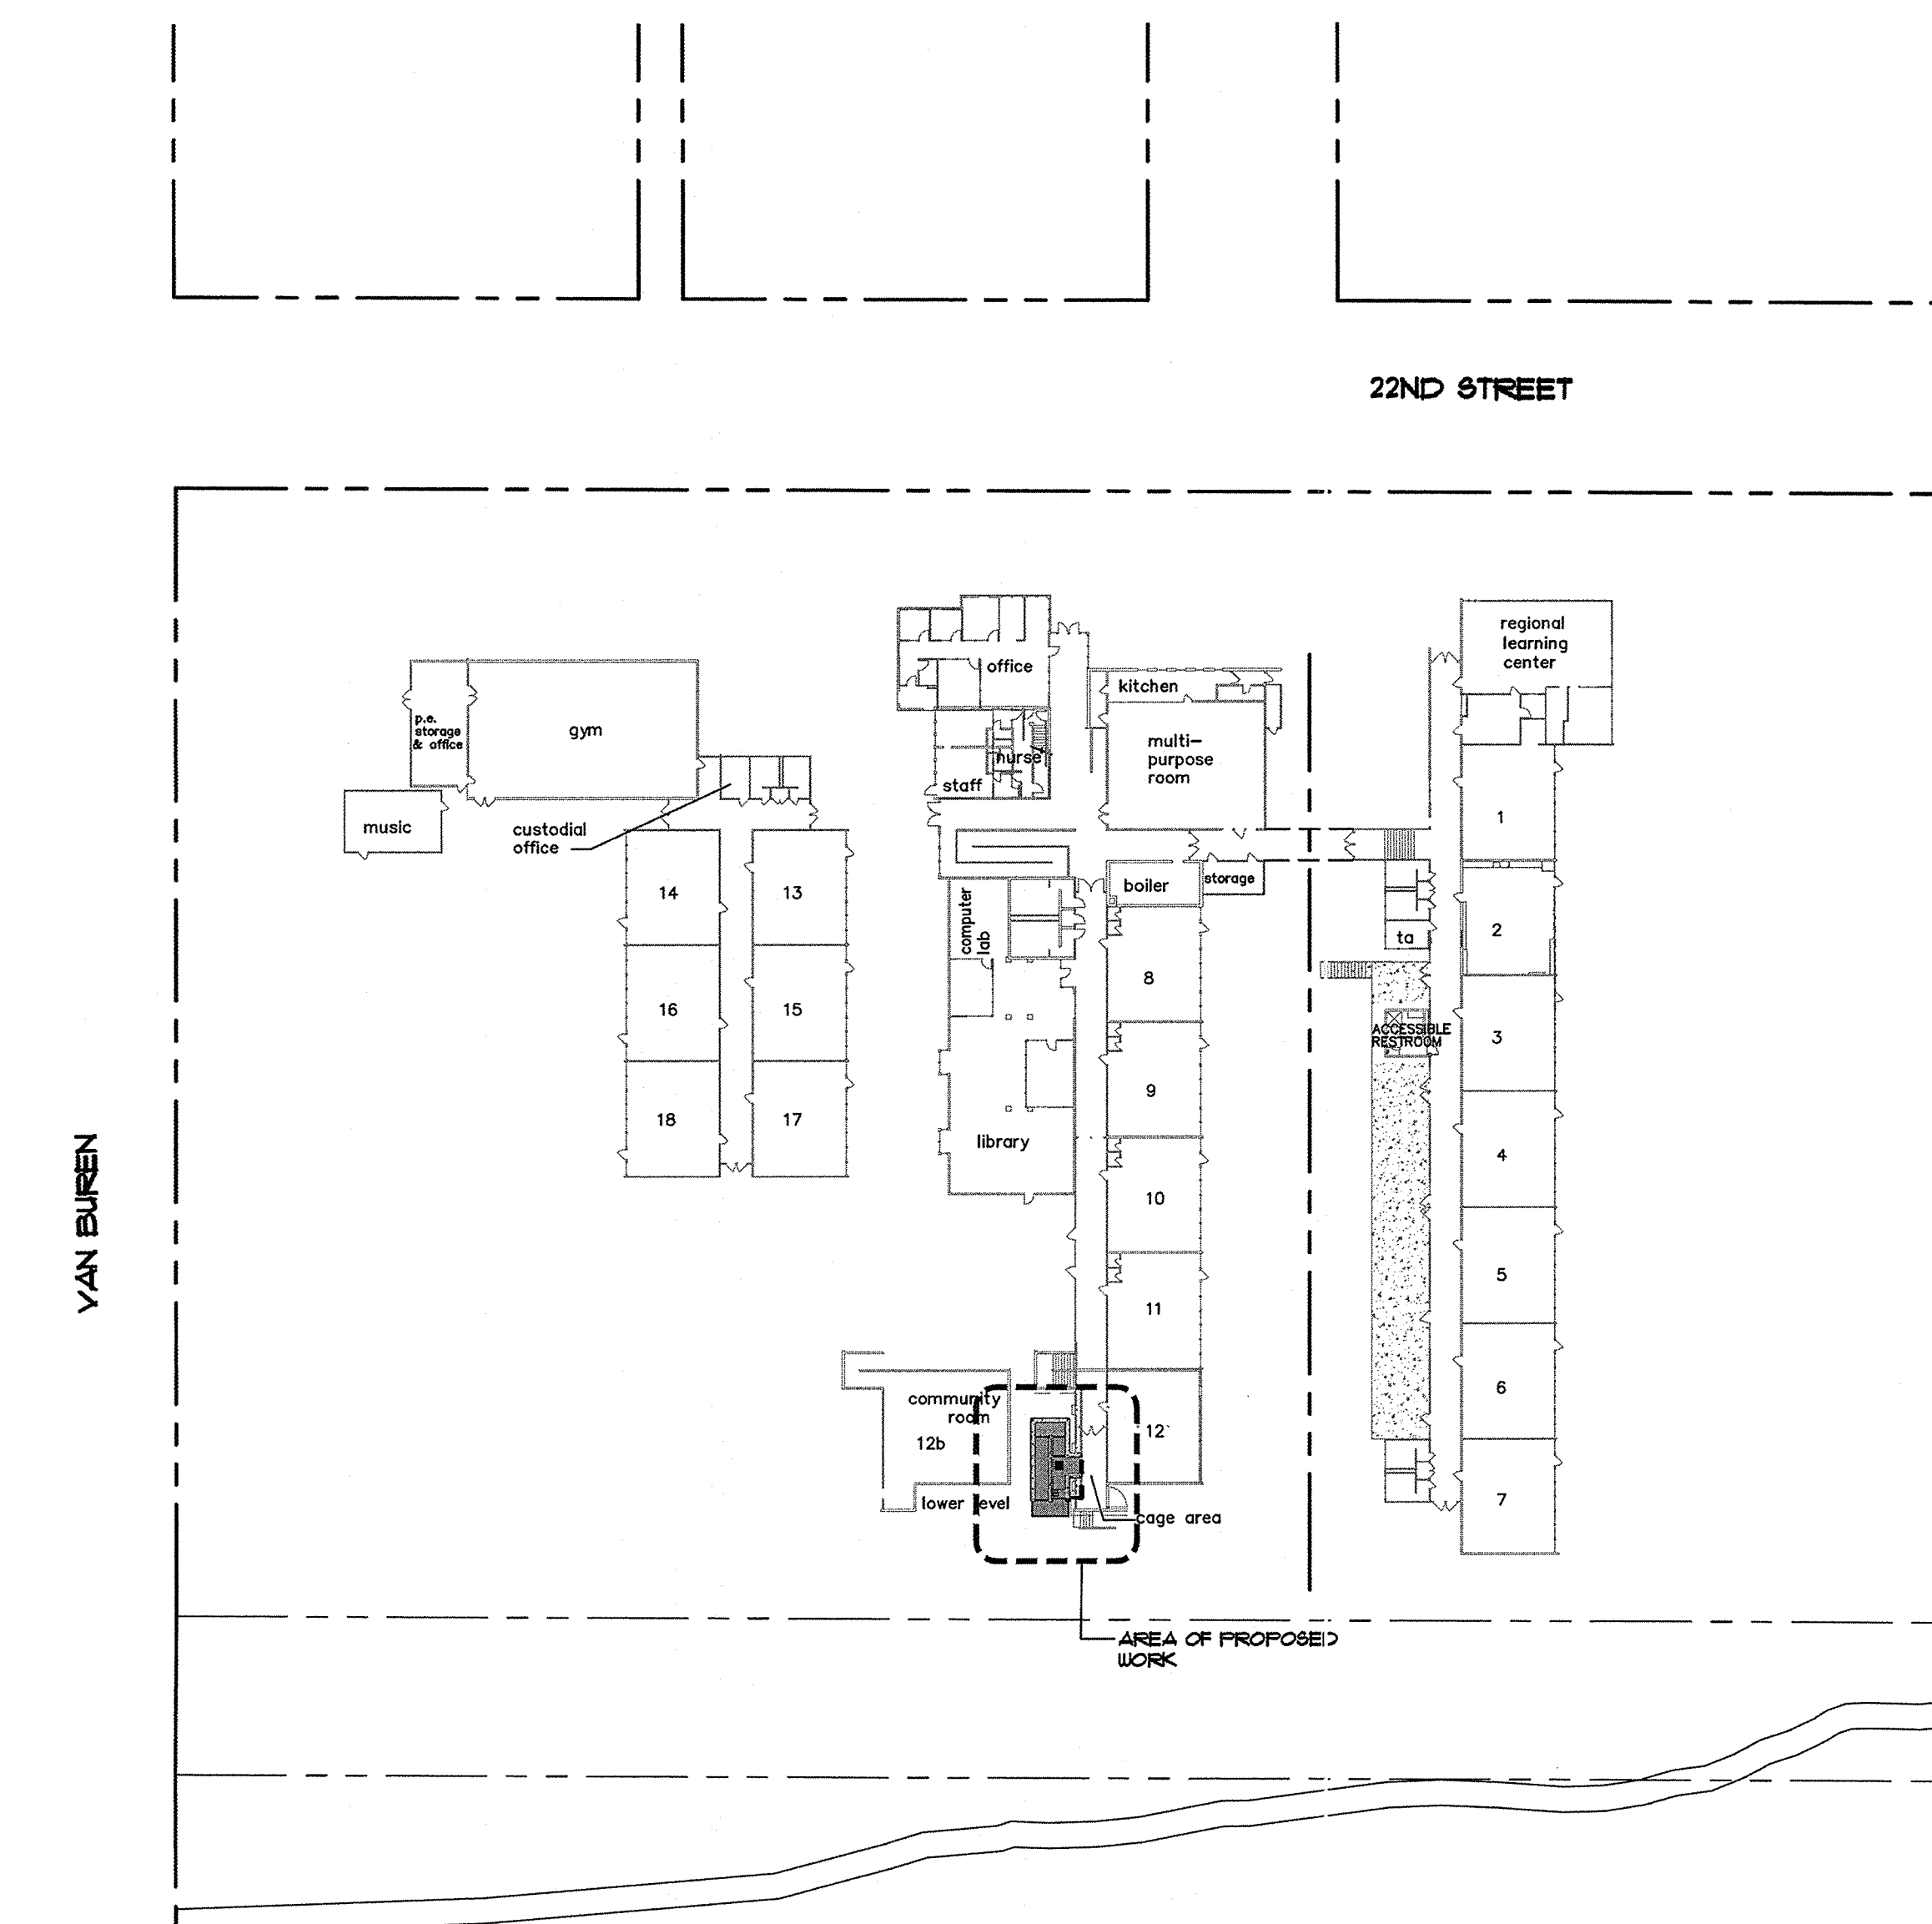 22ND STREET
regional
learning
center
office
kitchen
p.e.
storage
& office
gym
multi-
purpose
room
nurse
staff
music
custodial
office
1
boiler
storage
computer
lab
14
13
2
ta
8
16
15
3
ACCESSIBLE
RESTROOM
9
18
17
library
4
10
VAN BUREN
5
11
6
community
room
12b
12
lower level
cage area
7
AREA OF PROPOSED
WORK